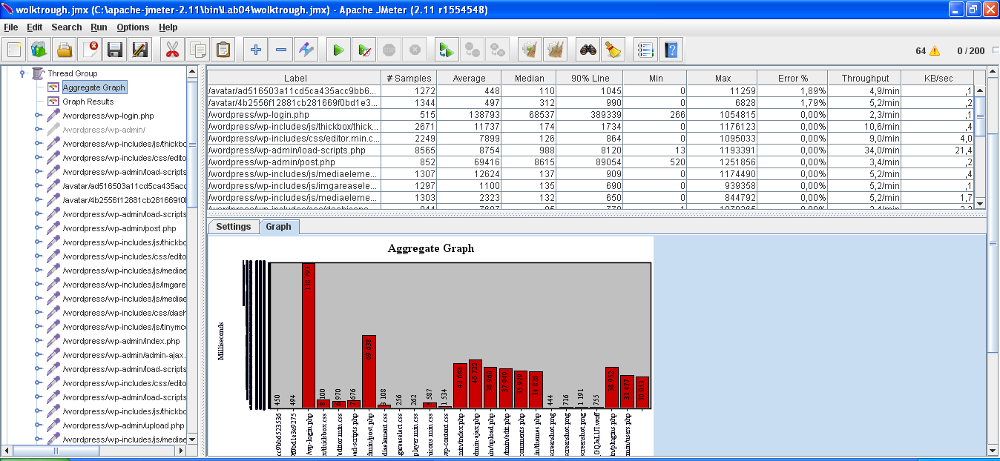 wolktrough.jmx (C:\apache-jmeter-2.11\bin\Lab04\wolktrough.jmx) - Apache JMeter (2.11 r1554548)
File Edit Search Run Options Help
64 0 / 200
Thread Group
Aggregate Graph
Graph Results
/wordpress/wp-login.php
/wordpress/wp-admin/
/wordpress/wp-includes/js/thickbo
/wordpress/wp-includes/css/edito
/wordpress/wp-admin/load-scripts
/avatar/ad516503a11cd5ca435acc
/avatar/4b2556f12881cb281669f0l
/wordpress/wp-admin/load-scripts
/wordpress/wp-admin/post.php
/wordpress/wp-includes/js/thickbo
/wordpress/wp-includes/css/edito
/wordpress/wp-includes/js/mediae
/wordpress/wp-includes/js/imgare
/wordpress/wp-includes/js/mediae
/wordpress/wp-includes/css/dash
/wordpress/wp-includes/js/tinymc
/wordpress/wp-admin/index.php
/wordpress/wp-admin/admin-ajax.
/wordpress/wp-admin/load-scripts
/wordpress/wp-includes/css/edito
/wordpress/wp-admin/load-scripts
/wordpress/wp-includes/js/thickbo
/wordpress/wp-admin/upload.php
/wordpress/wp-includes/js/mediae
Label # Samples Average Median 90% Line Min Max Error % Throughput KB/sec
/avatar/ad516503a11cd5ca435acc9bb6... 1272 448 110 1045 0 11259 1,89% 4,9/min ,1
/avatar/4b2556f12881cb281669f0bd1e3... 1344 497 312 990 0 6828 1,79% 5,2/min ,2
/wordpress/wp-login.php 515 138793 68537 389339 266 1054815 0,00% 2,3/min ,1
/wordpress/wp-includes/js/thickbox/thick... 2671 11737 174 1734 0 1176123 0,00% 10,6/min ,4
/wordpress/wp-includes/css/editor.min.c... 2249 7899 126 864 0 1095033 0,00% 9,0/min 4,0
/wordpress/wp-admin/load-scripts.php 8565 8754 988 8120 13 1193391 0,00% 34,0/min 21,4
/wordpress/wp-admin/post.php 852 69416 8615 89054 520 1251856 0,00% 3,4/min ,2
/wordpress/wp-includes/js/mediaeleme... 1307 12624 137 909 0 1174490 0,00% 5,2/min ,4
/wordpress/wp-includes/js/imgareasele... 1297 1100 135 690 0 939358 0,00% 5,2/min ,1
/wordpress/wp-includes/js/mediaeleme... 1303 2323 132 650 0 844792 0,00% 5,2/min 1,7
Settings Graph
Aggregate Graph
Milliseconds
450 494 138 793 100 970 676 69 638 108 256 262 587 1 534 42 668 46 722 38 960 37 949 35 929 34 828 444 716 1 191 755 38 952 31 477 30 053
cc9bb6523536
0f0bd1e3e9275
/wp-login.php
/thickbox.css
/editor.min.css
ad-scripts.php
dmin/post.php
diaelement.css
gareaselect.css
player.min.css
icons.min.css
wp-content.css
min/index.php
dmin-ajax.php
in/upload.php
dmin/edit.php
comments.php
in/themes.php
screenshot.png
screenshot.png
screenshot.png
in/plugins.php
min/users.php